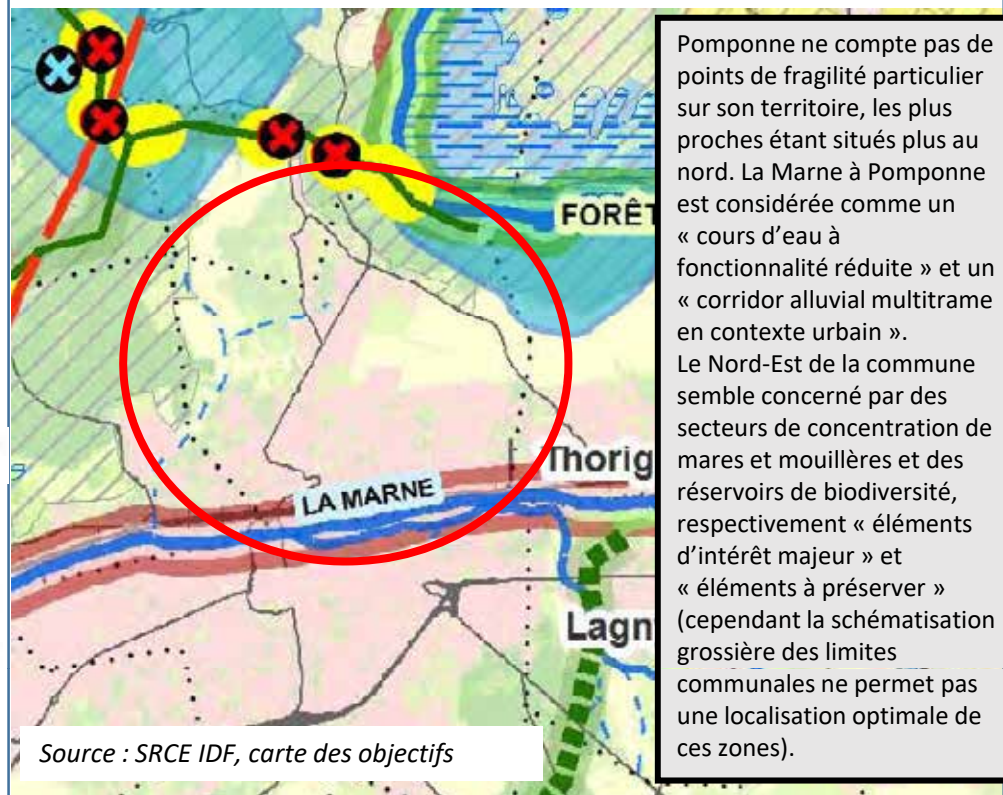 FORÊT
Thorig
LA MARNE
Lagn
Source : SRCE IDF, carte des objectifs
Pomponne ne compte pas de
points de fragilité particulier
sur son territoire, les plus
proches étant situés plus au
nord. La Marne à Pomponne
est considérée comme un
« cours d’eau à
fonctionnalité réduite » et un
« corridor alluvial multitrame
en contexte urbain ».
Le Nord-Est de la commune
semble concerné par des
secteurs de concentration de
mares et mouillères et des
réservoirs de biodiversité,
respectivement « éléments
d’intérêt majeur » et
« éléments à préserver »
(cependant la schématisation
grossière des limites
communales ne permet pas
une localisation optimale de
ces zones).